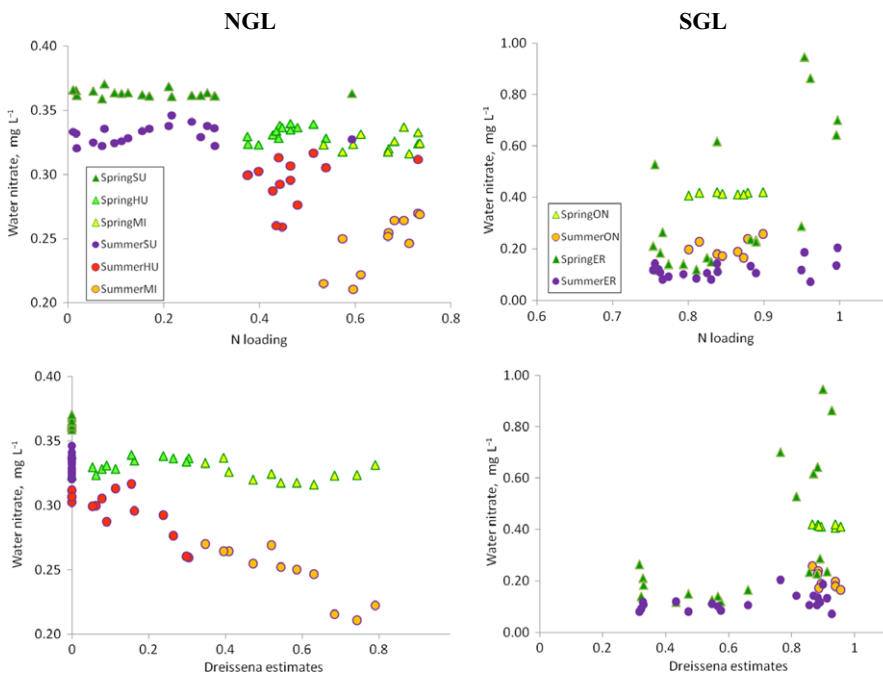 NGL
SGL
0.40
0.35
0.30
0.25
0.20
Water nitrate, mg L⁻¹
SpringSU
SpringHU
SpringMI
SummerSU
SummerHU
SummerMI
0 0.2 0.4 0.6 0.8
N loading
1.00
0.80
0.60
0.40
0.20
0.00
Water nitrate, mg L⁻¹
SpringON
SummerON
SpringER
SummerER
0.6 0.7 0.8 0.9 1
N loading
0.40
0.35
0.30
0.25
0.20
Water nitrate, mg L⁻¹
0 0.2 0.4 0.6 0.8
Dreissena estimates
1.00
0.80
0.60
0.40
0.20
0.00
Water nitrate, mg L⁻¹
0 0.2 0.4 0.6 0.8 1
Dreissena estimates